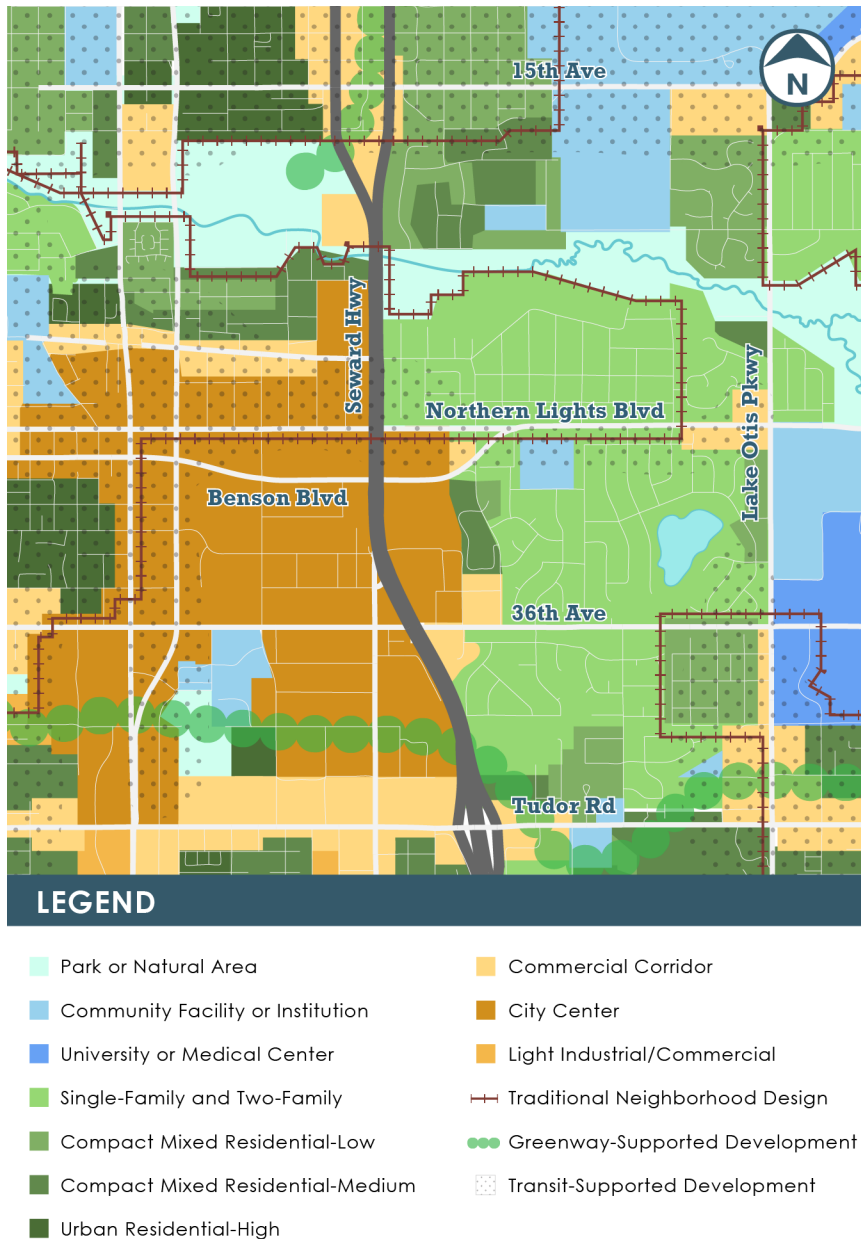 15th Ave
N
Seward Hwy
Northern Lights Blvd
Lake Otis Pkwy
Benson Blvd
36th Ave
Tudor Rd
LEGEND
Park or Natural Area
Community Facility or Institution
University or Medical Center
Single-Family and Two-Family
Compact Mixed Residential-Low
Compact Mixed Residential-Medium
Urban Residential-High
Commercial Corridor
City Center
Light Industrial/Commercial
Traditional Neighborhood Design
Greenway-Supported Development
Transit-Supported Development